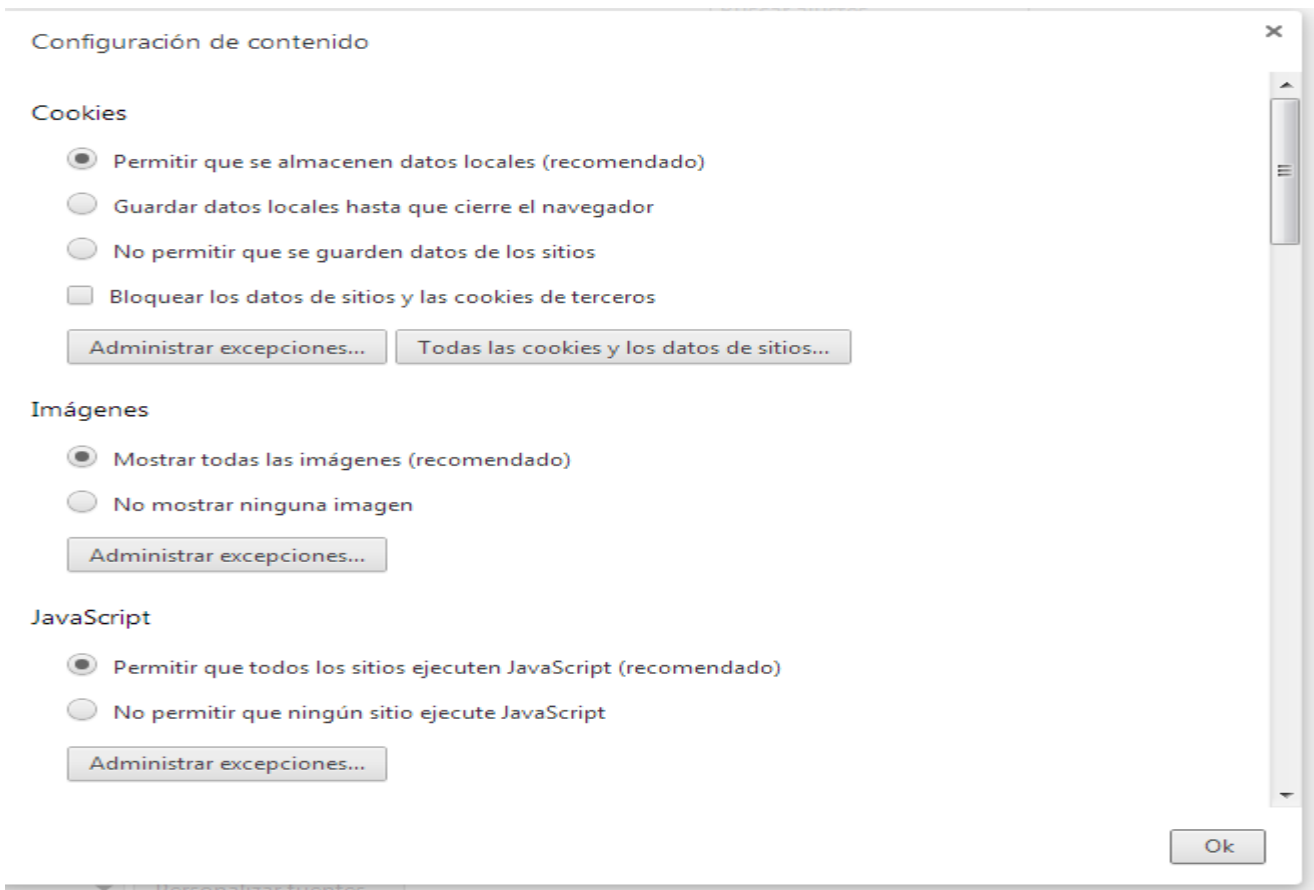 Configuración de contenido
Cookies
Permitir que se almacenen datos locales (recomendado)
Guardar datos locales hasta que cierre el navegador
No permitir que se guarden datos de los sitios
Bloquear los datos de sitios y las cookies de terceros
Administrar excepciones... Todas las cookies y los datos de sitios...
Imágenes
Mostrar todas las imágenes (recomendado)
No mostrar ninguna imagen
Administrar excepciones...
JavaScript
Permitir que todos los sitios ejecuten JavaScript (recomendado)
No permitir que ningún sitio ejecute JavaScript
Administrar excepciones...
Ok